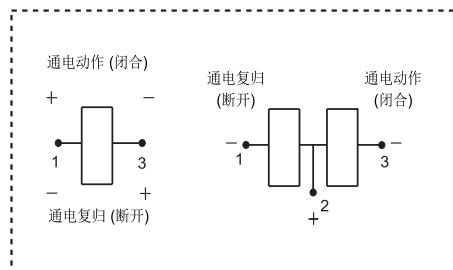 通电动作 (闭合)
+ −
1 3
− +
通电复归 (断开)
通电复归
(断开)
通电动作
(闭合)
− 1 3 −
2
+